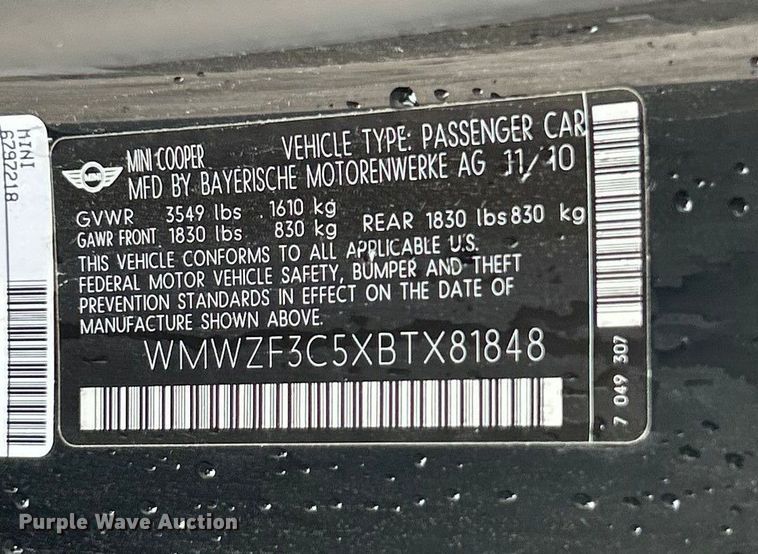 MINI
6797218
MINI COOPER VEHICLE TYPE: PASSENGER CAR
MFD BY BAYERISCHE MOTORENWERKE AG 11/10
GVWR 3549 lbs 1610 kg
GAWR FRONT 1830 lbs 830 kg REAR 1830 lbs 830 kg
THIS VEHICLE CONFORMS TO ALL APPLICABLE U.S.
FEDERAL MOTOR VEHICLE SAFETY, BUMPER AND THEFT
PREVENTION STANDARDS IN EFFECT ON THE DATE OF
MANUFACTURE SHOWN ABOVE.
WMWZF3C5XBTX81848
7 049 307
Purple Wave Auction